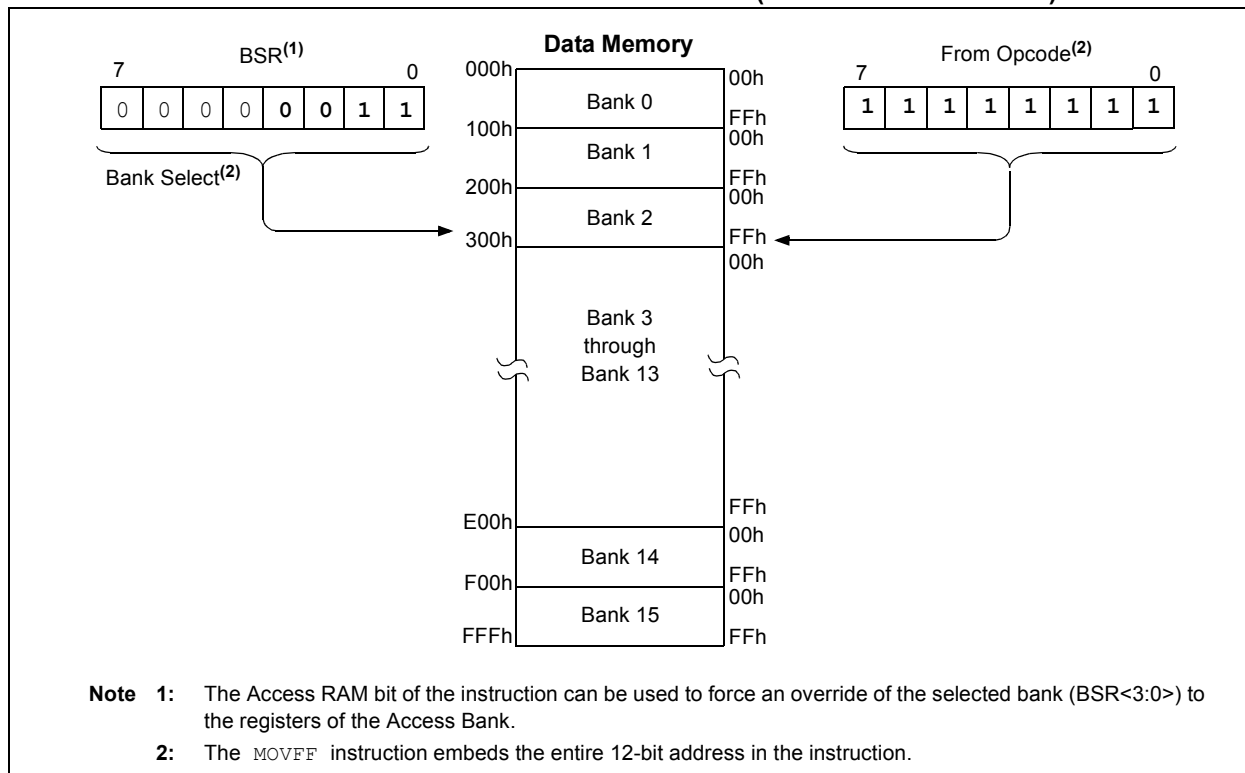 Data Memory
BSR(1)
7 0
0 0 0 0 0 0 1 1
Bank Select(2)
From Opcode(2)
7 0
1 1 1 1 1 1 1 1
000h
Bank 0
00h
FFh
100h
Bank 1
00h
FFh
200h
Bank 2
00h
FFh
300h
Bank 3
through
Bank 13
00h
FFh
E00h
Bank 14
00h
FFh
F00h
Bank 15
00h
FFFh
FFh
Note 1: The Access RAM bit of the instruction can be used to force an override of the selected bank (BSR<3:0>) to
the registers of the Access Bank.
2: The MOVFF instruction embeds the entire 12-bit address in the instruction.